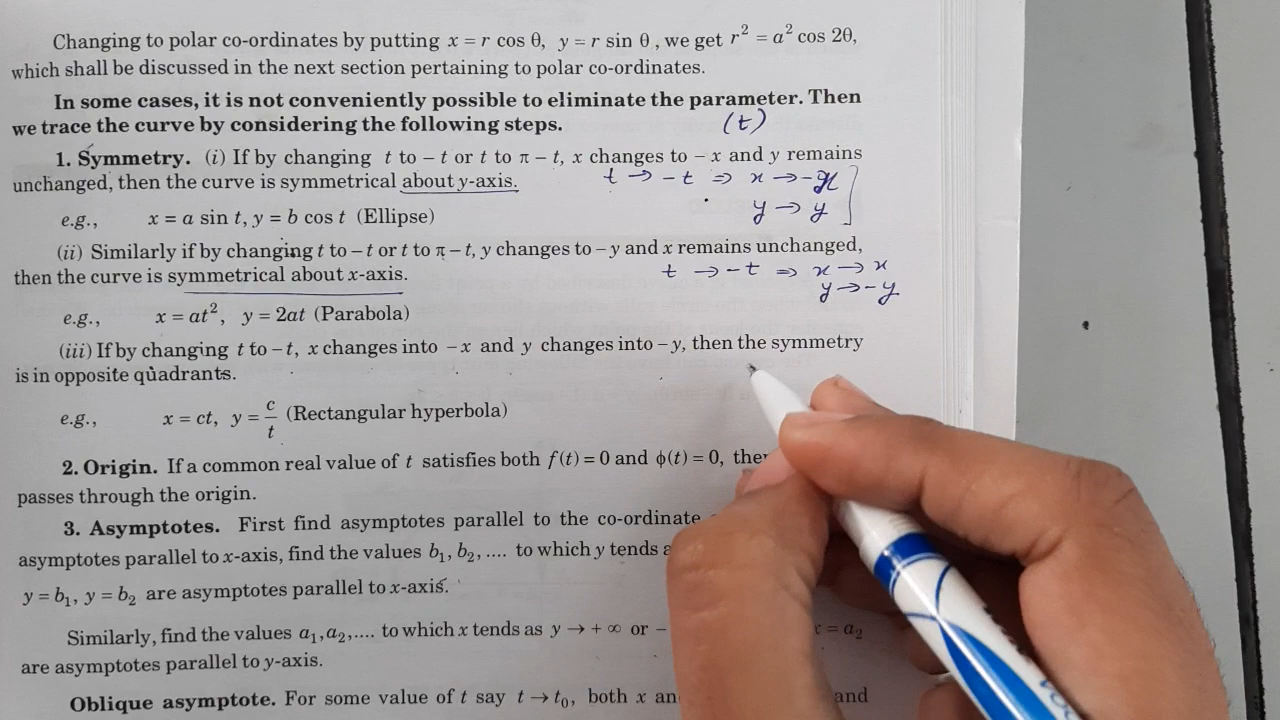 Changing to polar co-ordinates by putting x = r cos θ, y = r sin θ , we get r² = a² cos 2θ,
which shall be discussed in the next section pertaining to polar co-ordinates.
In some cases, it is not conveniently possible to eliminate the parameter. Then
we trace the curve by considering the following steps.
(t)
1. Symmetry. (i) If by changing t to – t or t to π – t, x changes to – x and y remains
unchanged, then the curve is symmetrical about y-axis.
t → -t ⇒ x → -x
y → y
e.g., x = a sin t, y = b cos t (Ellipse)
(ii) Similarly if by changing t to – t or t to π – t, y changes to – y and x remains unchanged,
then the curve is symmetrical about x-axis.
t → -t ⇒ x → x
y → -y
e.g., x = at², y = 2at (Parabola)
(iii) If by changing t to – t, x changes into – x and y changes into – y, then the symmetry
is in opposite quadrants.
e.g., x = ct, y = c/t (Rectangular hyperbola)
2. Origin. If a common real value of t satisfies both f(t) = 0 and ϕ(t) = 0,
passes through the origin.
3. Asymptotes. First find asymptotes parallel to the co-ordinate
asymptotes parallel to x-axis, find the values b₁, b₂, .... to which y tends
y = b₁, y = b₂ are asymptotes parallel to x-axis.
Similarly, find the values a₁, a₂,.... to which x tends as y → + ∞ or – = a₂
are asymptotes parallel to y-axis.
Oblique asymptote. For some value of t say t → t₀, both x and